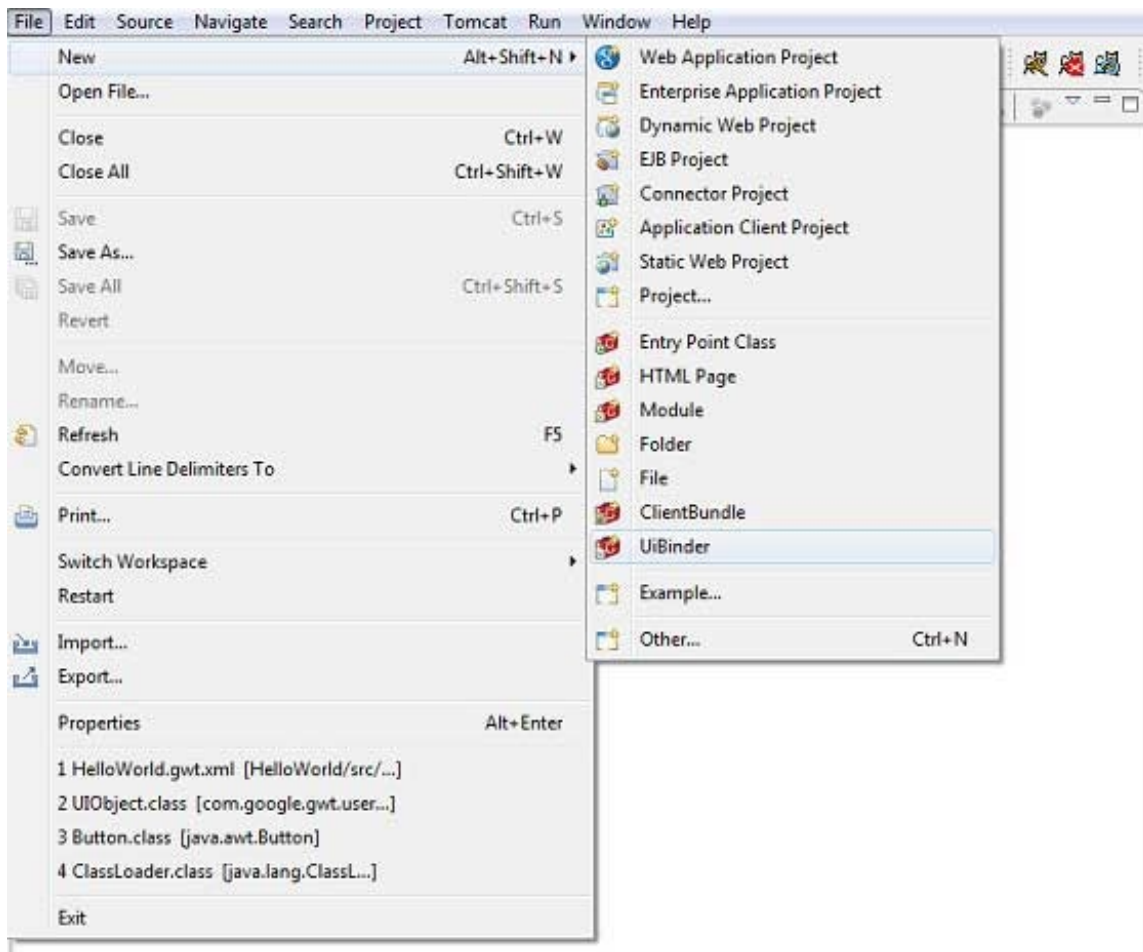 File Edit Source Navigate Search Project Tomcat Run Window Help
New Alt+Shift+N
Open File...
Close Ctrl+W
Close All Ctrl+Shift+W
Save Ctrl+S
Save As...
Save All Ctrl+Shift+S
Revert
Move...
Rename...
Refresh F5
Convert Line Delimiters To
Print... Ctrl+P
Switch Workspace
Restart
Import...
Export...
Properties Alt+Enter
1 HelloWorld.gwt.xml [HelloWorld/src/...]
2 UIObject.class [com.google.gwt.user...]
3 Button.class [java.awt.Button]
4 ClassLoader.class [java.lang.ClassL...]
Exit
Web Application Project
Enterprise Application Project
Dynamic Web Project
EJB Project
Connector Project
Application Client Project
Static Web Project
Project...
Entry Point Class
HTML Page
Module
Folder
File
ClientBundle
UiBinder
Example...
Other... Ctrl+N